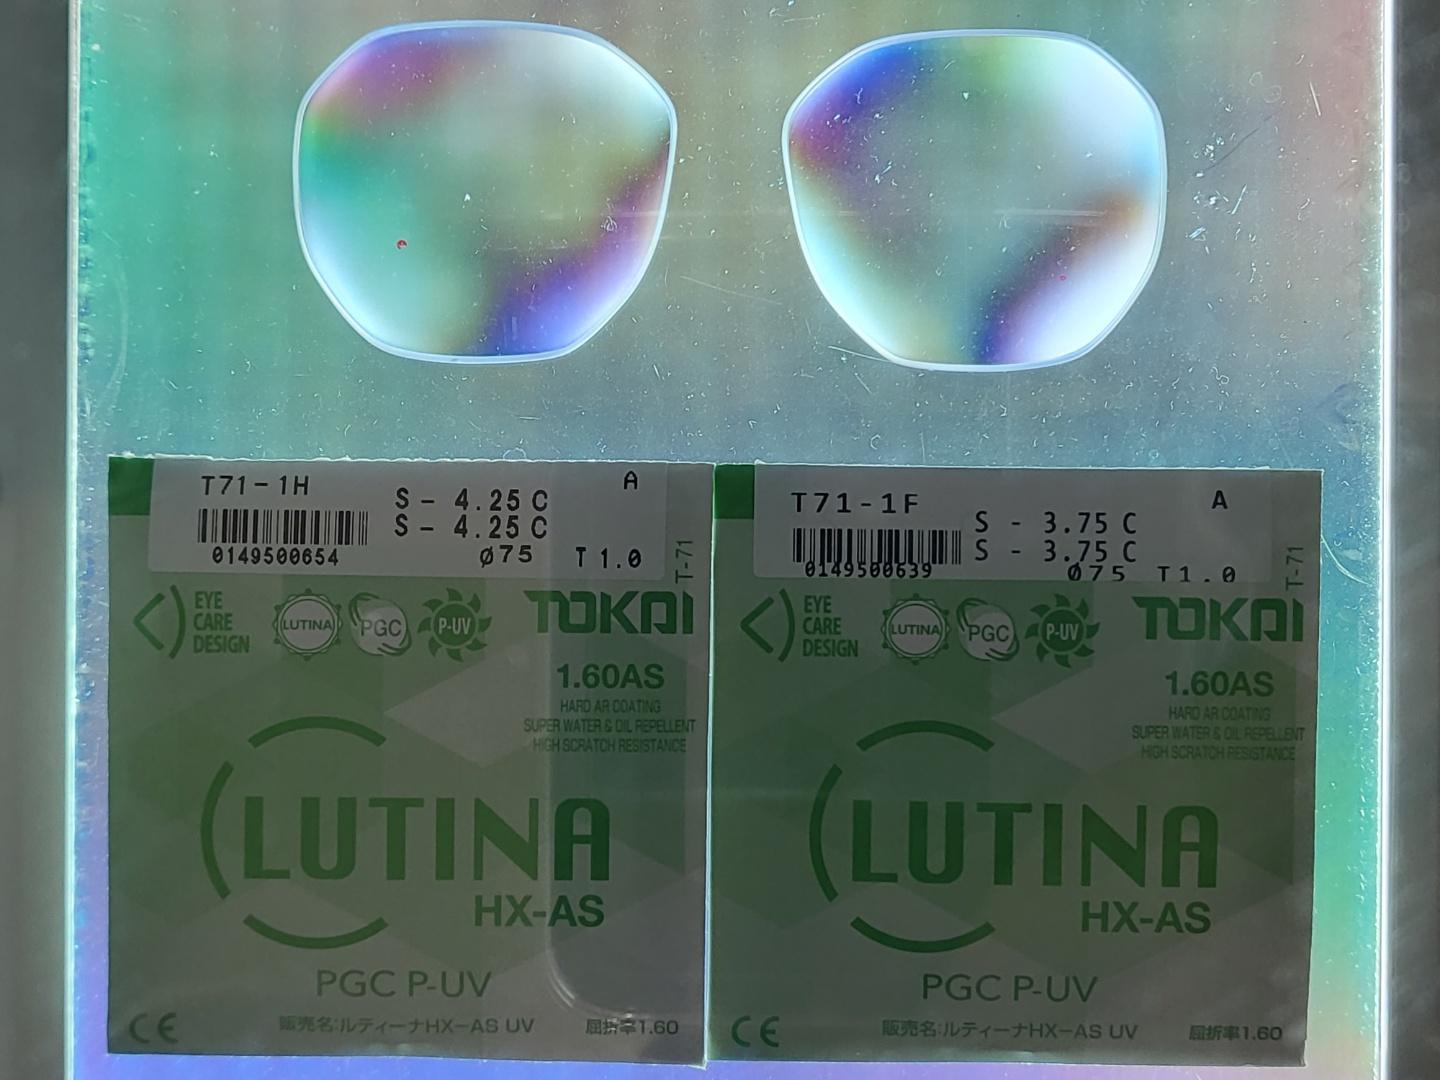 T71-1H
A
S - 4.25 C
S - 4.25 C
0149500654
ø75 T 1.0
T-71
EYE
CARE
DESIGN
LUTINA
PGC
P-UV
TOKAI
1.60AS
HARD AR COATING
SUPER WATER & OIL REPELLENT
HIGH SCRATCH RESISTANCE
LUTINA
HX-AS
PGC P-UV
CE
販売名:ルティーナHX-AS UV
屈折率1.60
T71-1F
A
S - 3.75 C
S - 3.75 C
0149500639
ø75 T1.0
T-71
EYE
CARE
DESIGN
LUTINA
PGC
P-UV
TOKAI
1.60AS
HARD AR COATING
SUPER WATER & OIL REPELLENT
HIGH SCRATCH RESISTANCE
LUTINA
HX-AS
PGC P-UV
CE
販売名:ルティーナHX-AS UV
屈折率1.60